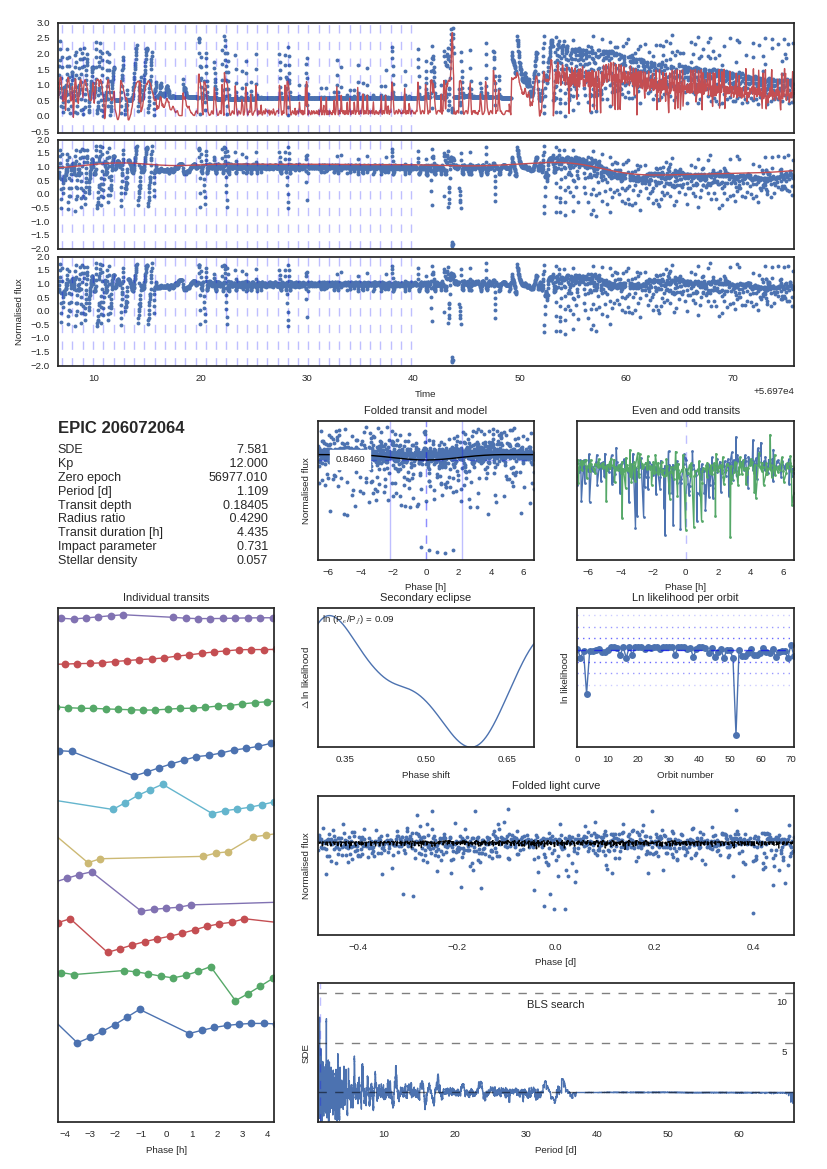 3.0
2.5
2.0
1.5
1.0
0.5
0.0
−0.5
2.0
1.5
1.0
0.5
0.0
−0.5
−1.0
−1.5
−2.0
2.0
1.5
1.0
0.5
0.0
−0.5
−1.0
−1.5
−2.0
Normalised flux
10 20 30 40 50 60 70
Time
+5.697e4
EPIC 206072064
SDE 7.581
Kp 12.000
Zero epoch 56977.010
Period [d] 1.109
Transit depth 0.18405
Radius ratio 0.4290
Transit duration [h] 4.435
Impact parameter 0.731
Stellar density 0.057
Folded transit and model
Normalised flux
0.8460
−6 −4 −2 0 2 4 6
Phase [h]
Even and odd transits
−6 −4 −2 0 2 4 6
Phase [h]
Individual transits
−4 −3 −2 −1 0 1 2 3 4
Phase [h]
Secondary eclipse
Δ ln likelihood
0.35 0.50 0.65
Phase shift
Ln likelihood per orbit
ln likelihood
0 10 20 30 40 50 60 70
Orbit number
Folded light curve
Normalised flux
−0.4 −0.2 0.0 0.2 0.4
Phase [d]
BLS search
SDE
10
5
10 20 30 40 50 60
Period [d]